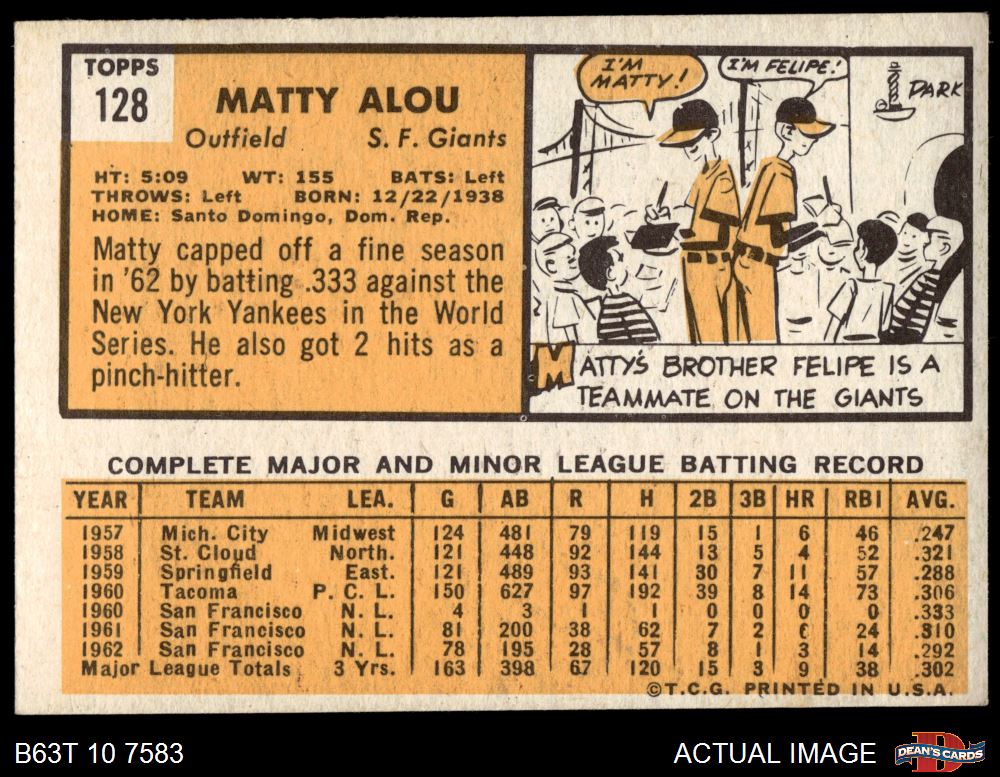 TOPPS
128
MATTY ALOU
Outfield S. F. Giants
HT: 5:09 WT: 155 BATS: Left
THROWS: Left BORN: 12/22/1938
HOME: Santo Domingo, Dom. Rep.
Matty capped off a fine season
in '62 by batting .333 against the
New York Yankees in the World
Series. He also got 2 hits as a
pinch-hitter.
I'M
MATTY!
I'M FELIPE!
PARK
MATTY'S BROTHER FELIPE IS A
TEAMMATE ON THE GIANTS
COMPLETE MAJOR AND MINOR LEAGUE BATTING RECORD
YEAR TEAM LEA. G AB R H 2B 3B HR RBI AVG.
1957 Mich. City Midwest 124 481 79 119 15 1 6 46 .247
1958 St. Cloud North. 121 448 92 144 13 5 4 52 .321
1959 Springfield East. 121 489 93 141 30 7 11 57 .288
1960 Tacoma P. C. L. 150 627 97 192 39 8 14 73 .306
1960 San Francisco N. L. 4 3 1 1 0 0 0 0 .333
1961 San Francisco N. L. 81 200 38 62 7 2 6 24 .310
1962 San Francisco N. L. 78 195 28 57 8 1 3 14 .292
Major League Totals 3 Yrs. 163 398 67 120 15 3 9 38 .302
©T.C.G. PRINTED IN U.S.A.
B63T 10 7583 ACTUAL IMAGE
DEAN'S CARDS